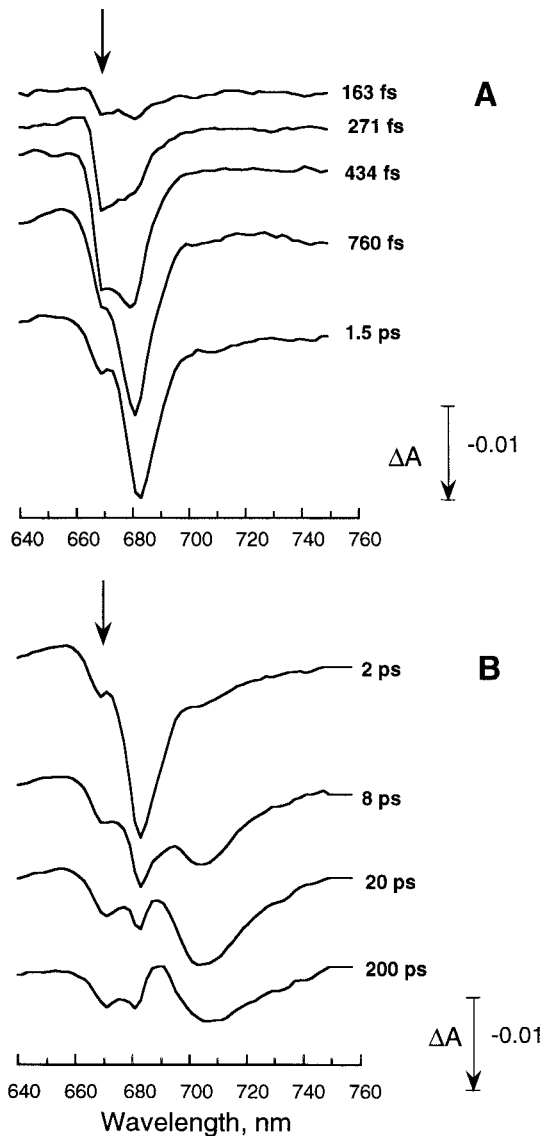 163 fs
A
271 fs
434 fs
760 fs
1.5 ps
ΔA
-0.01
640 660 680 700 720 740 760
2 ps
B
8 ps
20 ps
200 ps
ΔA
-0.01
640 660 680 700 720 740 760
Wavelength, nm